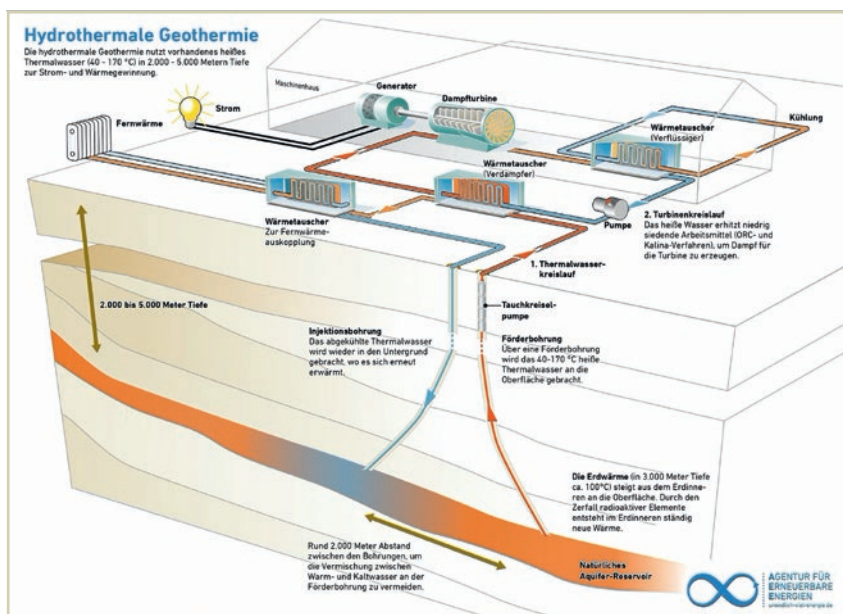 Hydrothermale Geothermie
Die hydrothermale Geothermie nutzt vorhandenes heißes
Thermalwasser (40 - 170 °C) in 2.000 - 5.000 Metern Tiefe
zur Strom- und Wärmegewinnung.
Maschinenhaus
Generator
Dampfturbine
Strom
Fernwärme
Kühlung
Wärmetauscher
(Verflüssiger)
Wärmetauscher
(Verdampfer)
Wärmetauscher
Zur Fernwärme-
auskopplung
Pumpe
2. Turbinenkreislauf
Das heiße Wasser erhitzt niedrig
siedende Arbeitsmittel (ORC- und
Kalina-Verfahren), um Dampf für
die Turbine zu erzeugen.
1. Thermalwasser-
kreislauf
Tauchkreisel-
pumpe
2.000 bis 5.000 Meter Tiefe
Injektionsbohrung
Das abgekühlte Thermalwasser
wird wieder in den Untergrund
gebracht, wo es sich erneut
erwärmt.
Förderbohrung
Über eine Förderbohrung
wird das 40-170 °C heiße
Thermalwasser an die
Oberfläche gebracht.
Die Erdwärme (in 3.000 Meter Tiefe
ca. 100°C) steigt aus dem Erdinne-
ren an die Oberfläche. Durch den
Zerfall radioaktiver Elemente
entsteht im Erdinneren ständig
neue Wärme.
Rund 2.000 Meter Abstand
zwischen den Bohrungen, um
die Vermischung zwischen
Warm- und Kaltwasser an der
Förderbohrung zu vermeiden.
Natürliches
Aquifer-Reservoir
AGENTUR FÜR
ERNEUERBARE
ENERGIEN